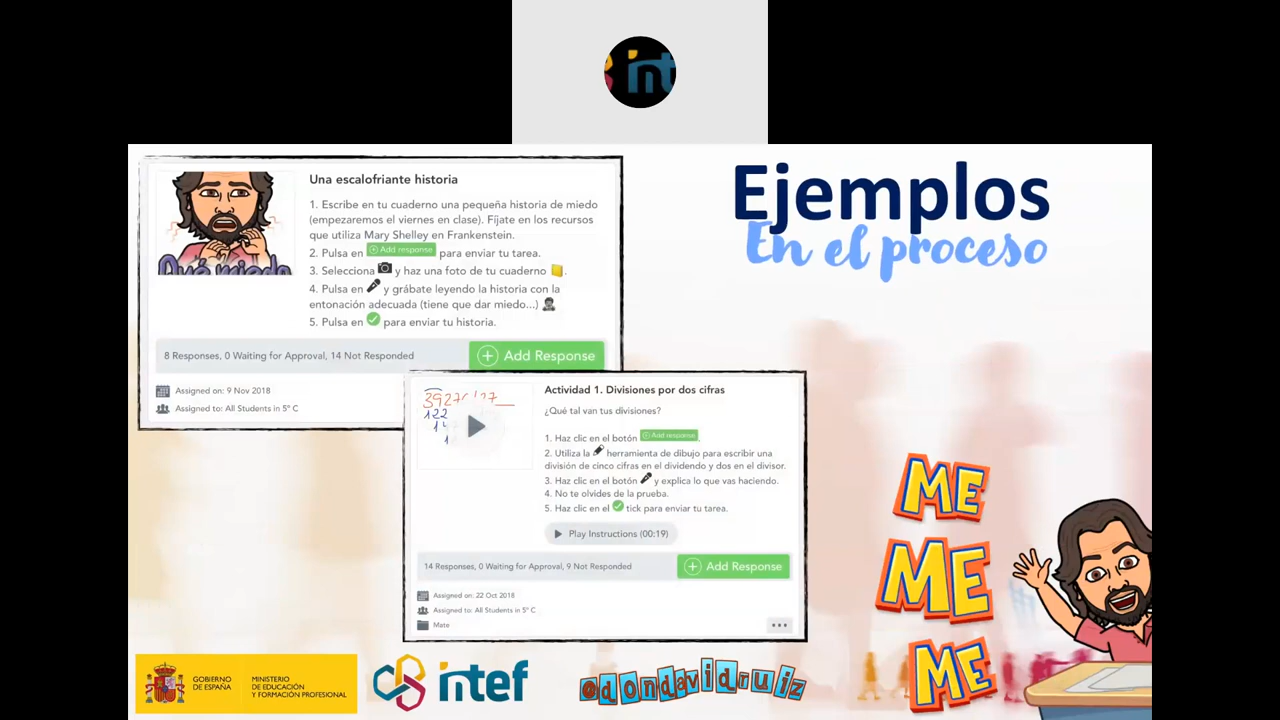 int
Ejemplos
En el proceso
Qué miedo
Una escalofriante historia
1. Escribe en tu cuaderno una pequeña historia de miedo
(empezaremos el viernes en clase). Fíjate en los recursos
que utiliza Mary Shelley en Frankenstein.
2. Pulsa en Add response para enviar tu tarea.
3. Selecciona y haz una foto de tu cuaderno .
4. Pulsa en y grábate leyendo la historia con la
entonación adecuada (tiene que dar miedo...)
5. Pulsa en para enviar tu historia.
8 Responses, 0 Waiting for Approval, 14 Not Responded
Add Response
Assigned on: 9 Nov 2018
Assigned to: All Students in 5º C
Actividad 1. Divisiones por dos cifras
¿Qué tal van tus divisiones?
1. Haz clic en el botón Add response .
2. Utiliza la herramienta de dibujo para escribir una
división de cinco cifras en el dividendo y dos en el divisor.
3. Haz clic en el botón y explica lo que vas haciendo.
4. No te olvides de la prueba.
5. Haz clic en el tick para enviar tu tarea.
Play Instructions (00:19)
14 Responses, 0 Waiting for Approval, 9 Not Responded
Add Response
Assigned on: 22 Oct 2018
Assigned to: All Students in 5º C
Mate
ME
ME
ME
GOBIERNO
DE ESPAÑA
MINISTERIO
DE EDUCACIÓN
Y FORMACIÓN PROFESIONAL
intef
@dondavidruiz